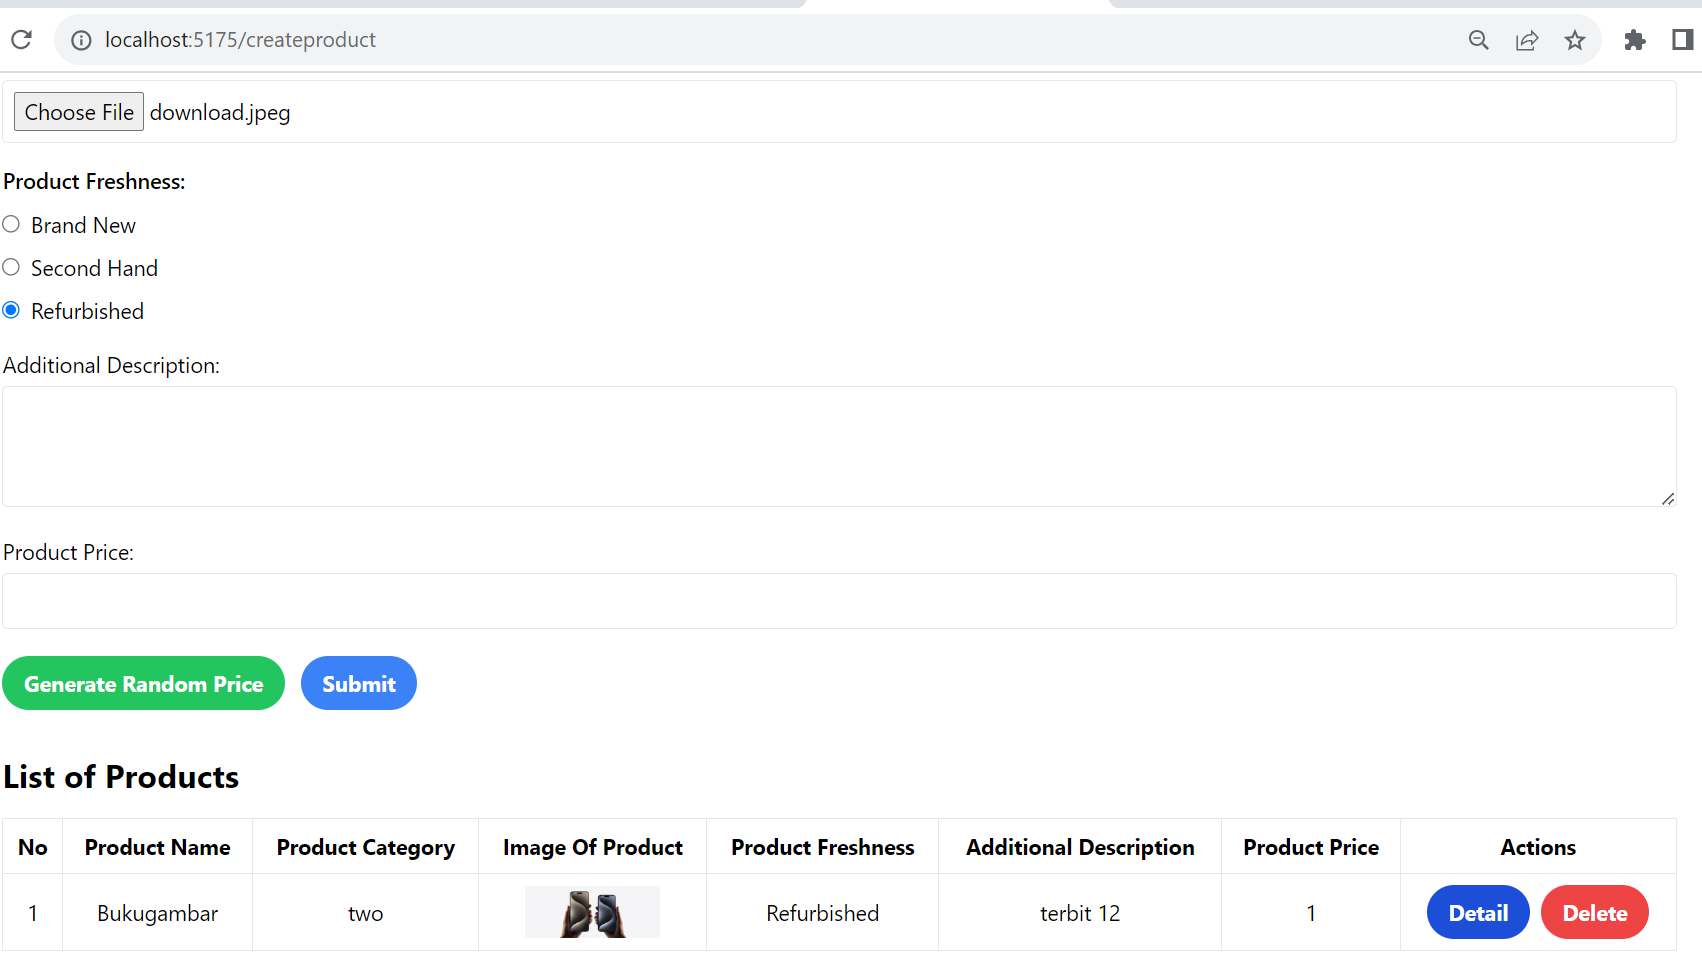 localhost:5175/createproduct
Choose File download.jpeg
Product Freshness:
Brand New
Second Hand
Refurbished
Additional Description:
Product Price:
Generate Random Price Submit
List of Products
No Product Name Product Category Image Of Product Product Freshness Additional Description Product Price Actions
1 Bukugambar two Refurbished terbit 12 1 Detail Delete